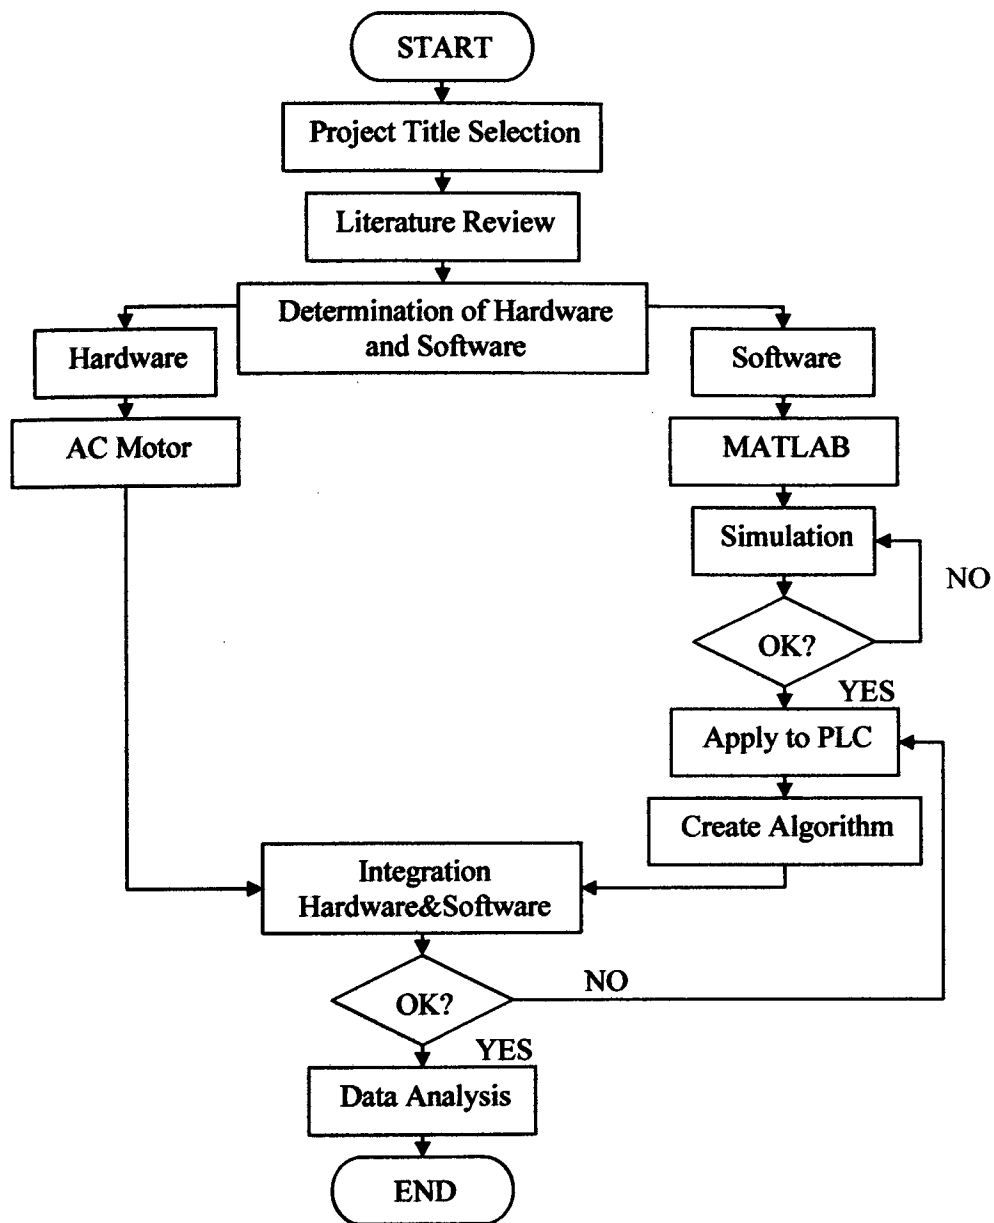 START
Project Title Selection
Literature Review
Determination of Hardware
and Software
Hardware
Software
AC Motor
MATLAB
Simulation
NO
OK?
YES
Apply to PLC
Create Algorithm
Integration
Hardware&Software
OK?
NO
YES
Data Analysis
END